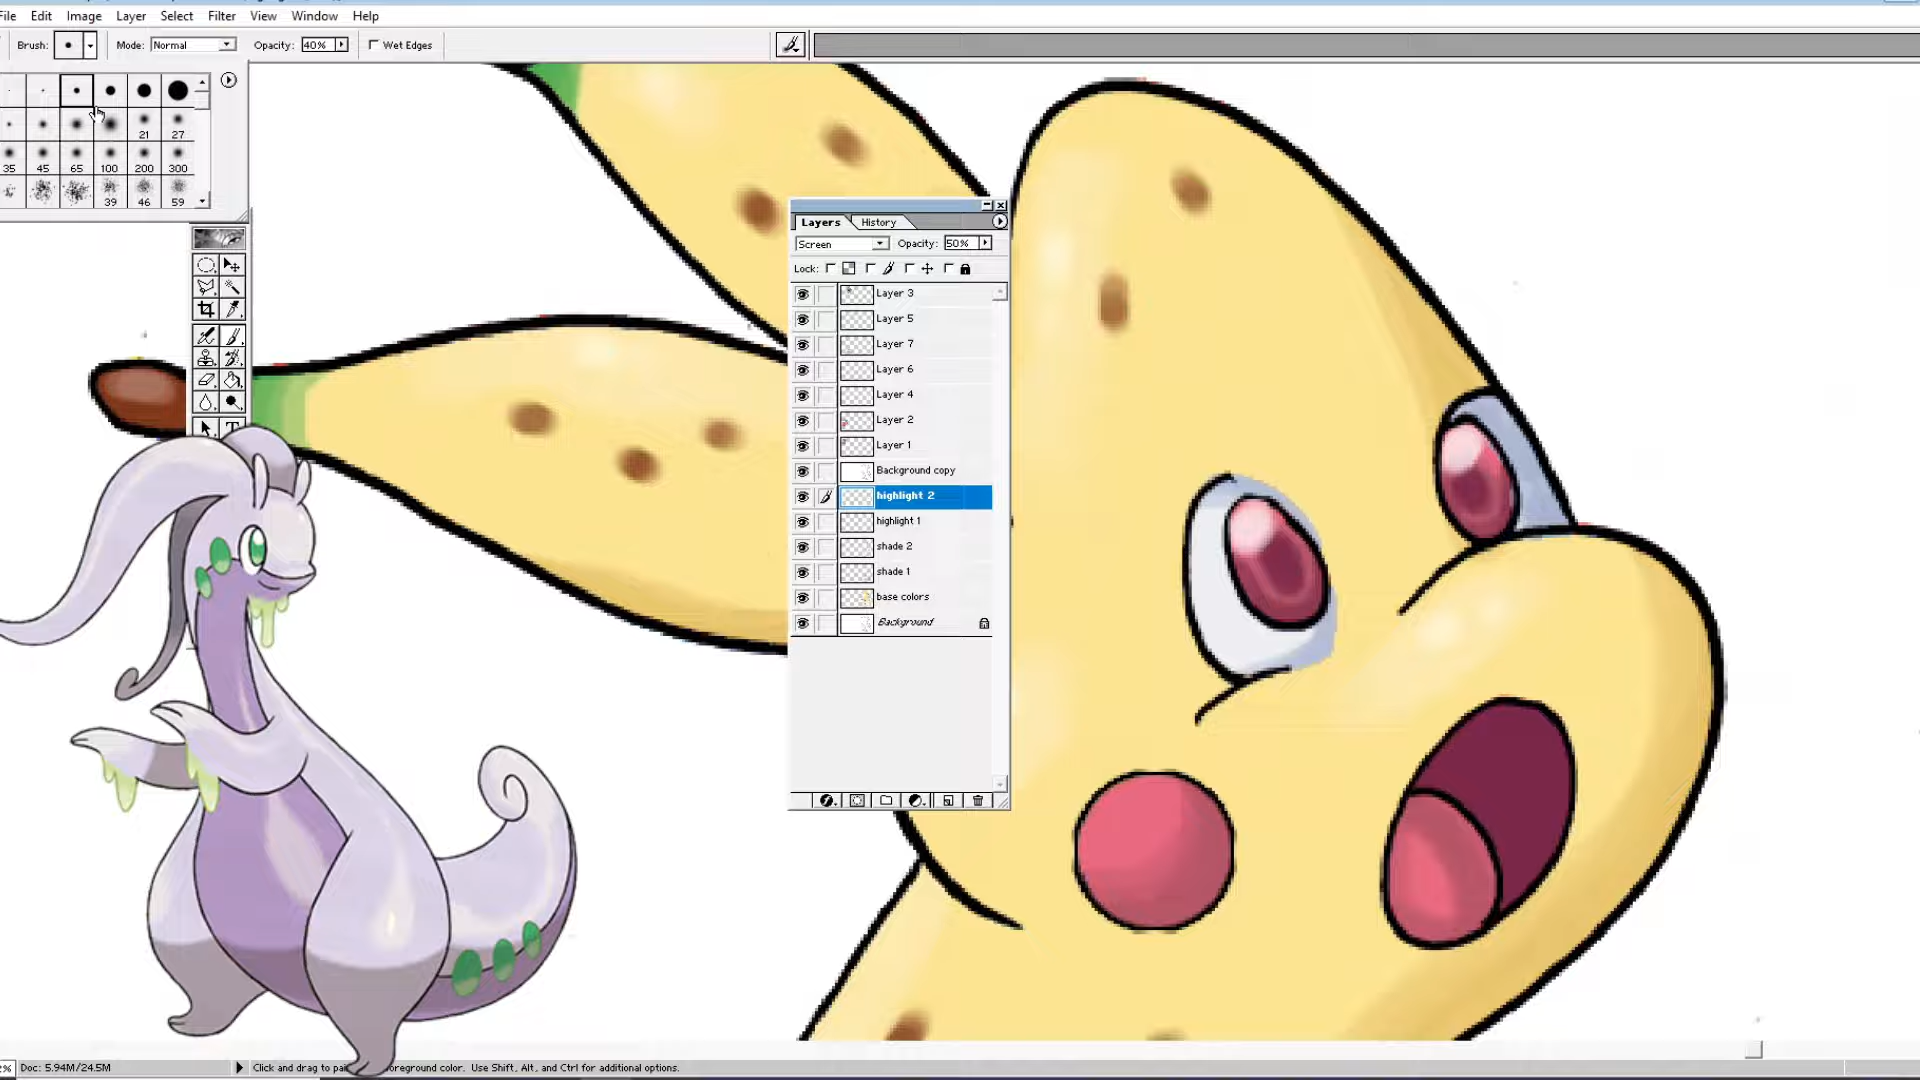 File Edit Image Layer Select Filter View Window Help
Brush: Mode: Normal Opacity: 40% Wet Edges
21 27
35 45 65 100 200 300
39 46 59
Layers History
Screen Opacity: 50%
Lock:
Layer 3
Layer 5
Layer 7
Layer 6
Layer 4
Layer 2
Layer 1
Background copy
highlight 2
highlight 1
shade 2
shade 1
base colors
Background
Doc: 5.94M/24.5M Click and drag to pai oreground color. Use Shift, Alt, and Ctrl for additional options.